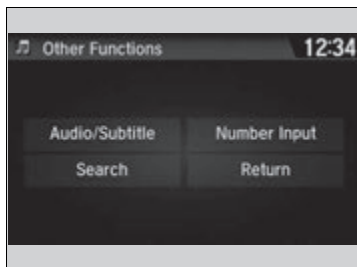 Other Functions 12:34
Audio/Subtitle Number Input
Search Return